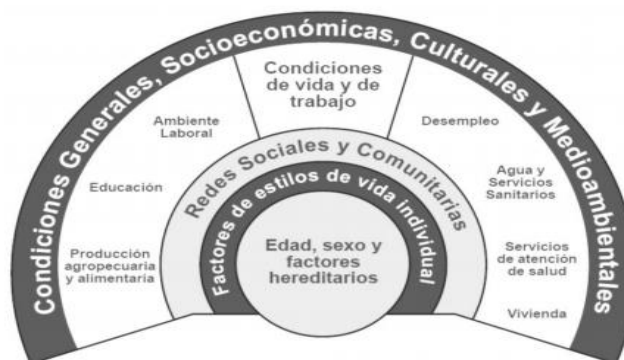 Condiciones Generales, Socioeconómicas, Culturales y Medioambientales
Condiciones
de vida y de
trabajo
Ambiente
Laboral
Desempleo
Educación
Agua y
Servicios
Sanitarios
Producción
agropecuaria
y alimentaria
Servicios
de atención
de salud
Vivienda
Redes Sociales y Comunitarias
Factores de estilos de vida individual
Edad, sexo y
factores
hereditarios